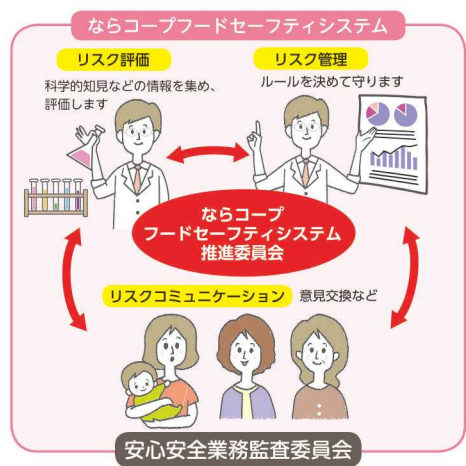 ならコープフードセーフティシステム
リスク評価
科学的知見などの情報を集め、
評価します
リスク管理
ルールを決めて守ります
ならコープ
フードセーフティシステム
推進委員会
リスクコミュニケーション 意見交換など
安心安全業務監査委員会